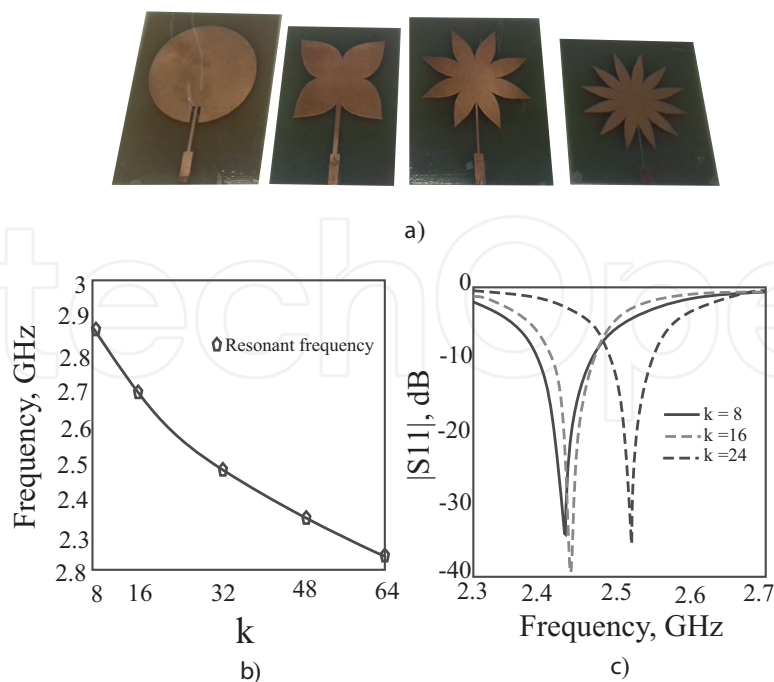 a)
techOpe
3
2.9
2.8
2.7
2.6
2.5
2.4
2.3
2.8
8 16 32 48 64
Frequency, GHz
Resonant frequency
k
b)
0
-10
-20
-30
-40
2.3 2.4 2.5 2.6 2.7
|S11|, dB
k = 8
k =16
k =24
Frequency, GHz
c)